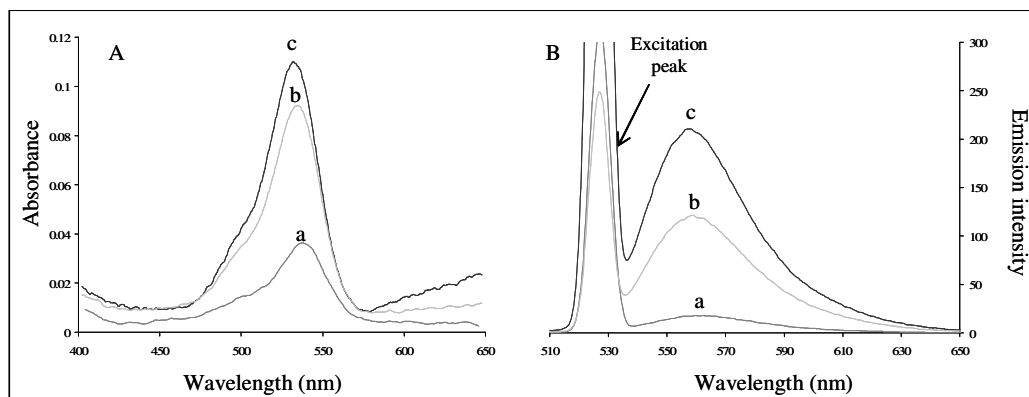 A
c
b
a
Absorbance
0.12
0.1
0.08
0.06
0.04
0.02
0
400
450
500
550
600
650
Wavelength (nm)
B
Excitation
peak
c
b
a
300
250
200
150
100
50
0
Emission intensity
510
530
550
570
590
610
630
650
Wavelength (nm)